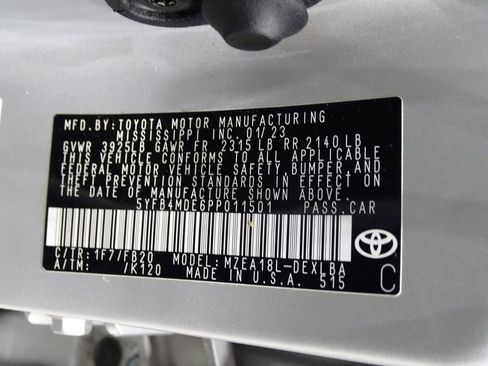 MFD.BY:TOYOTA MOTOR MANUFACTURING
MISSISSIPPI INC. 01/23
GVWR 3925LB GAWR FR 2315 LB RR 2140 LB
THIS VEHICLE CONFORMS TO ALL APPLICABLE
FEDERAL MOTOR VEHICLE SAFETY, BUMPER, AND
THEFT PREVENTION STANDARDS IN EFFECT ON
THE DATE OF MANUFACTURE SHOWN ABOVE.
5YFB4MDE6PP011501 PASS.CAR
C/TR: 1F7/FB20 MODEL: MZEA18L-DEXLBA
A/TM: /K120 MADE IN U.S.A. 515
C